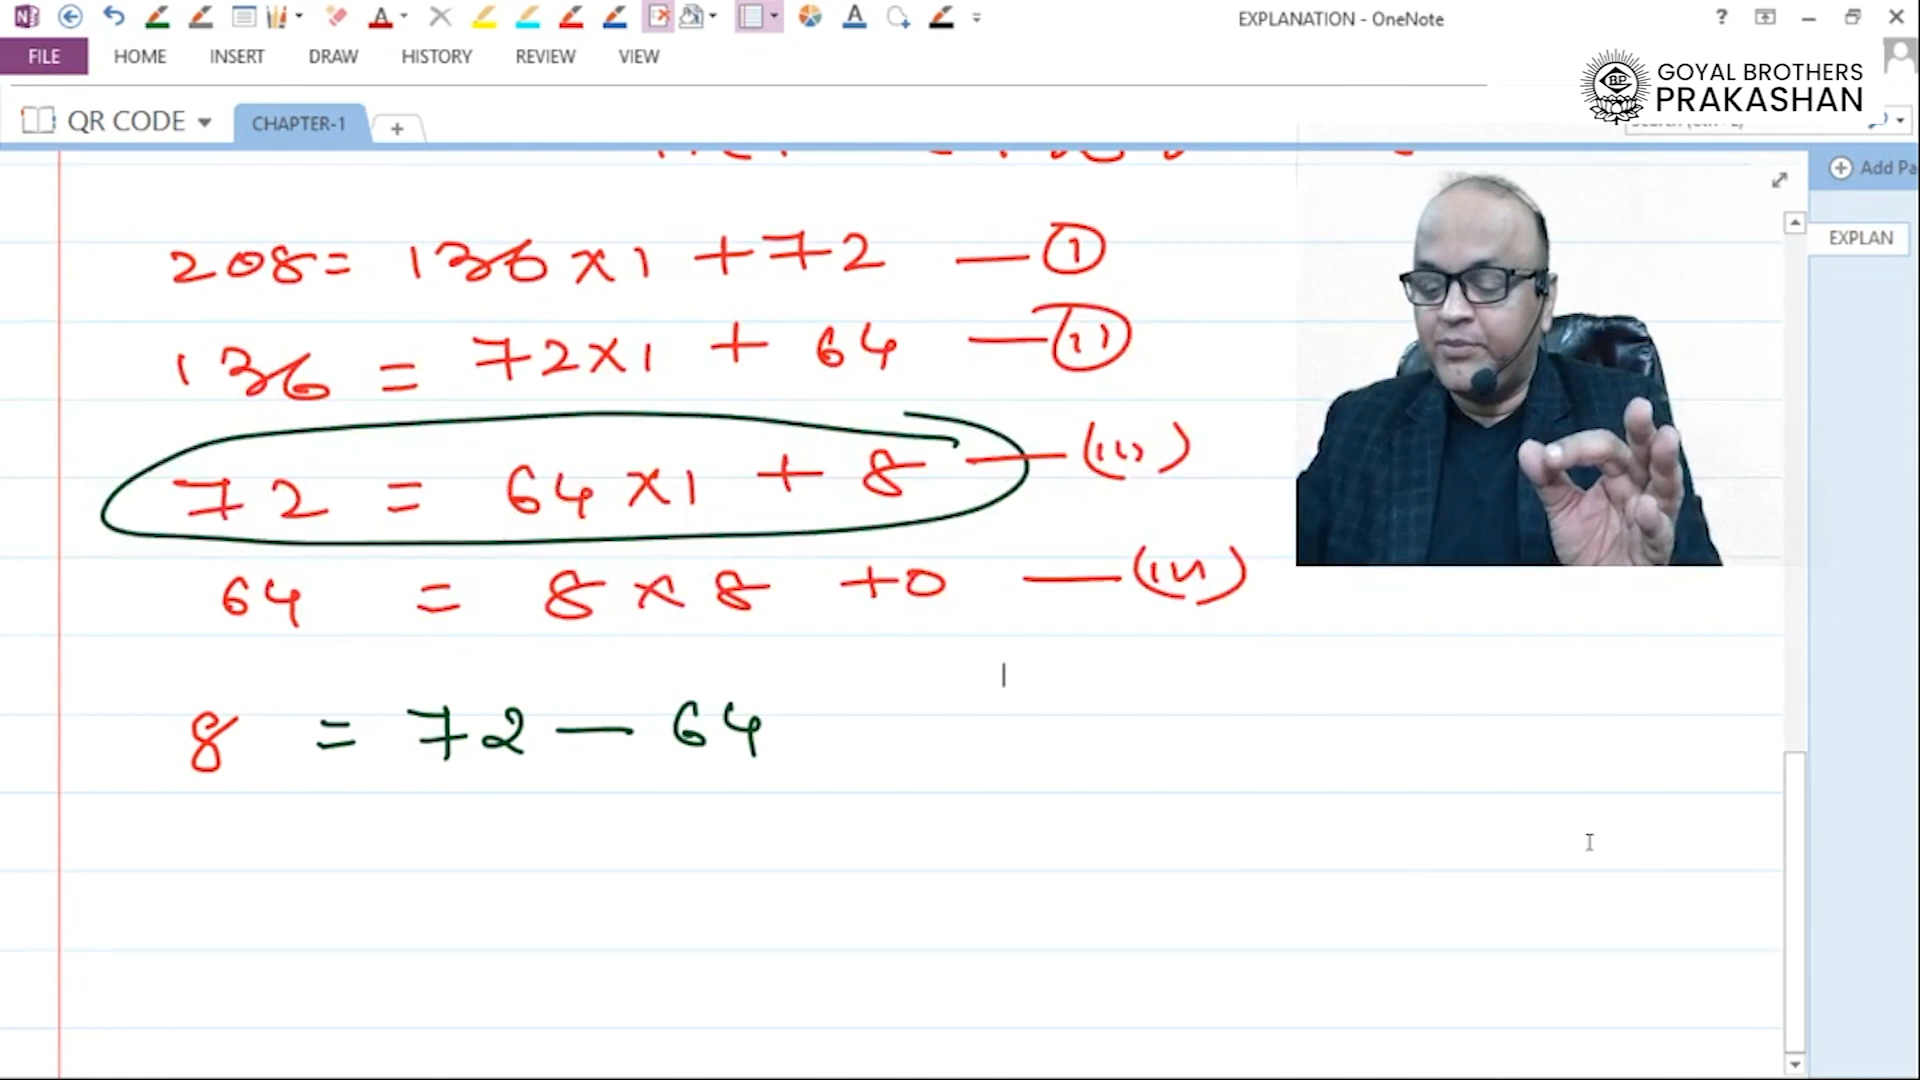 EXPLANATION - OneNote
?
FILE HOME INSERT DRAW HISTORY REVIEW VIEW
GOYAL BROTHERS
PRAKASHAN
BP
QR CODE
CHAPTER-1
+
Add Pa
EXPLAN
208 = 136 × 1 + 72 — (i)
136 = 72 × 1 + 64 — (ii)
72 = 64 × 1 + 8 — (iii)
64 = 8 × 8 + 0 — (iv)
8 = 72 — 64